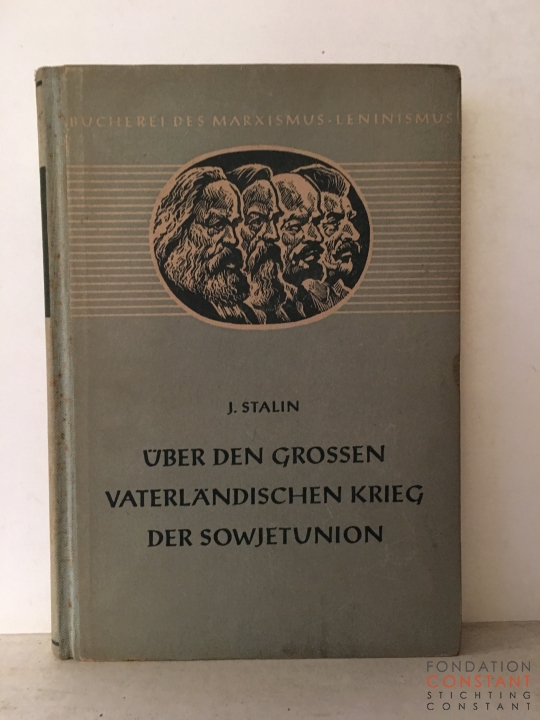 BÜCHEREI DES MARXISMUS-LENINISMUS
J. STALIN
ÜBER DEN GROSSEN
VATERLÄNDISCHEN KRIEG
DER SOWJETUNION
FONDATION
CONSTANT
STICHTING
CONSTANT